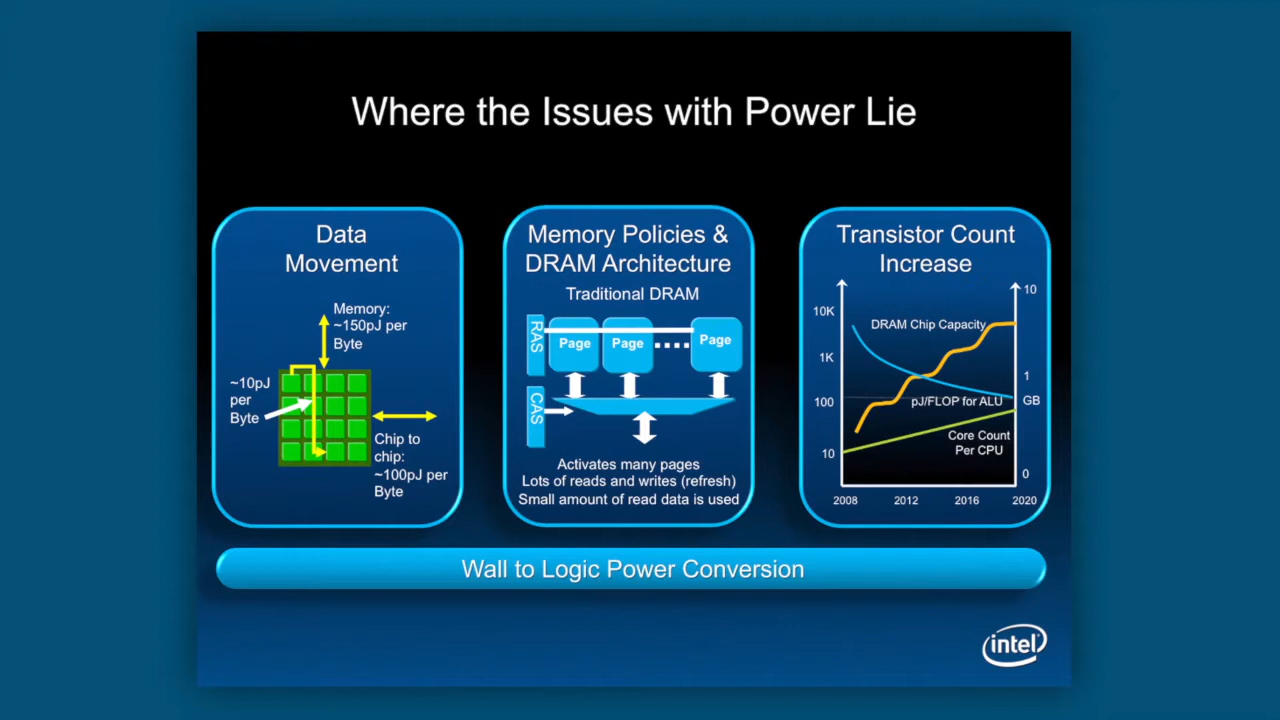 Where the Issues with Power Lie
Data
Movement
Memory:
~150pJ per
Byte
~10pJ
per
Byte
Chip to
chip:
~100pJ per
Byte
Memory Policies &
DRAM Architecture
Traditional DRAM
RAS
Page
Page
Page
CAS
Activates many pages
Lots of reads and writes (refresh)
Small amount of read data is used
Transistor Count
Increase
10K
1K
100
10
10
1
GB
0
DRAM Chip Capacity
pJ/FLOP for ALU
Core Count
Per CPU
2008
2012
2016
2020
Wall to Logic Power Conversion
intel